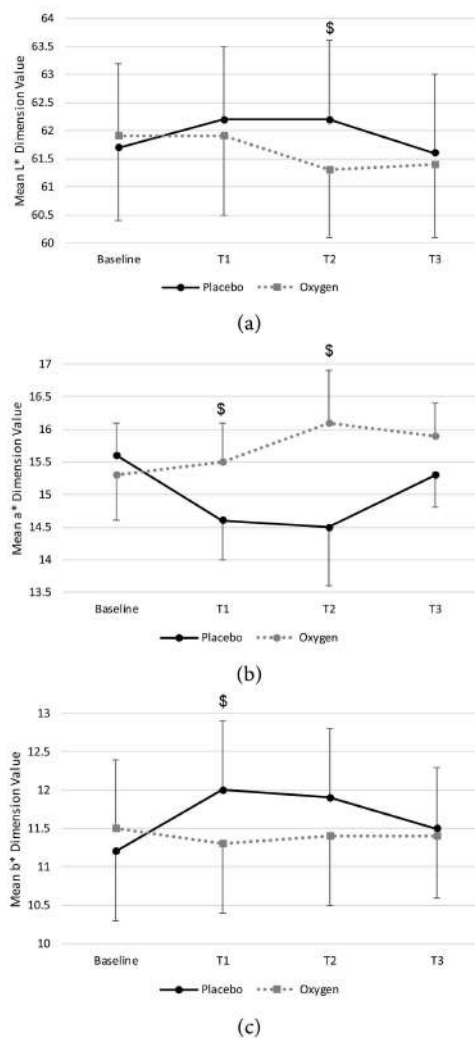 64
63.5
63
62.5
62
61.5
61
60.5
60
Mean L* Dimension Value
$
Baseline T1 T2 T3
Placebo Oxygen
(a)
17
16.5
16
15.5
15
14.5
14
13.5
Mean a* Dimension Value
$ $
Baseline T1 T2 T3
Placebo Oxygen
(b)
13
12.5
12
11.5
11
10.5
10
Mean b* Dimension Value
$
Baseline T1 T2 T3
Placebo Oxygen
(c)